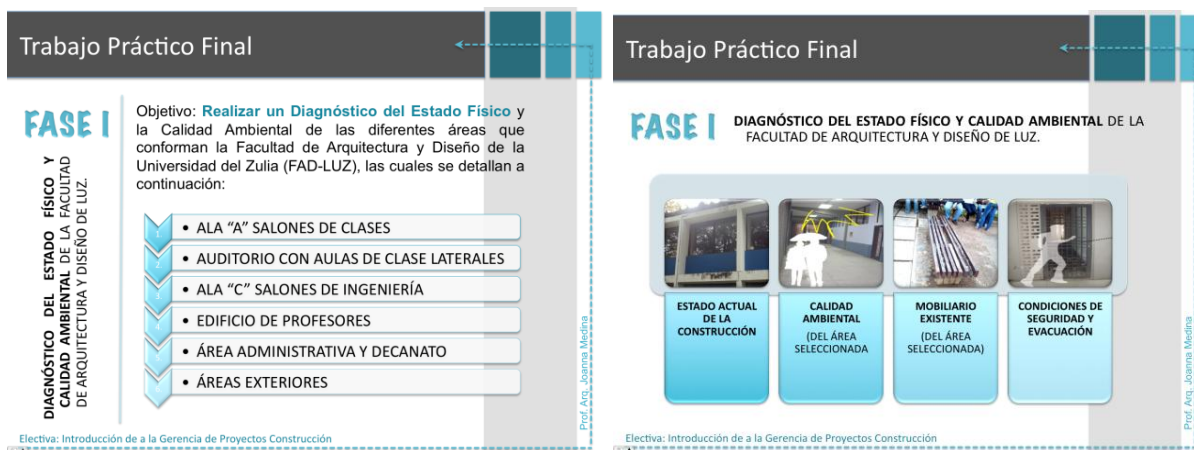 Trabajo Práctico Final
FASE I
DIAGNÓSTICO DEL ESTADO FÍSICO Y
CALIDAD AMBIENTAL DE LA FACULTAD
DE ARQUITECTURA Y DISEÑO DE LUZ.
Objetivo: Realizar un Diagnóstico del Estado Físico y
la Calidad Ambiental de las diferentes áreas que
conforman la Facultad de Arquitectura y Diseño de la
Universidad del Zulia (FAD-LUZ), las cuales se detallan a
continuación:
• ALA “A” SALONES DE CLASES
• AUDITORIO CON AULAS DE CLASE LATERALES
• ALA “C” SALONES DE INGENIERÍA
• EDIFICIO DE PROFESORES
• ÁREA ADMINISTRATIVA Y DECANATO
• ÁREAS EXTERIORES
Prof. Arq. Joanna Medina
Electiva: Introducción de a la Gerencia de Proyectos Construcción
Trabajo Práctico Final
FASE I
DIAGNÓSTICO DEL ESTADO FÍSICO Y CALIDAD AMBIENTAL DE LA
FACULTAD DE ARQUITECTURA Y DISEÑO DE LUZ.
ESTADO ACTUAL
DE LA
CONSTRUCCIÓN
CALIDAD
AMBIENTAL
(DEL ÁREA
SELECCIONADA
MOBILIARIO
EXISTENTE
(DEL ÁREA
SELECCIONADA)
CONDICIONES DE
SEGURIDAD Y
EVACUACIÓN
Prof. Arq. Joanna Medina
Electiva: Introducción de a la Gerencia de Proyectos Construcción